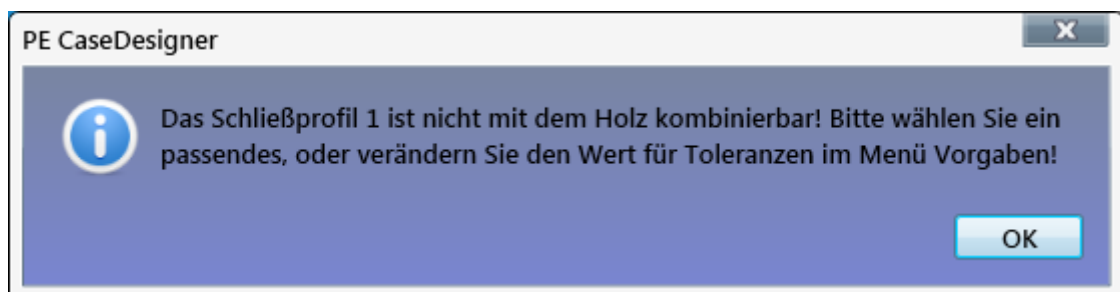 PE CaseDesigner
Das Schließprofil 1 ist nicht mit dem Holz kombinierbar! Bitte wählen Sie ein
passendes, oder verändern Sie den Wert für Toleranzen im Menü Vorgaben!
OK